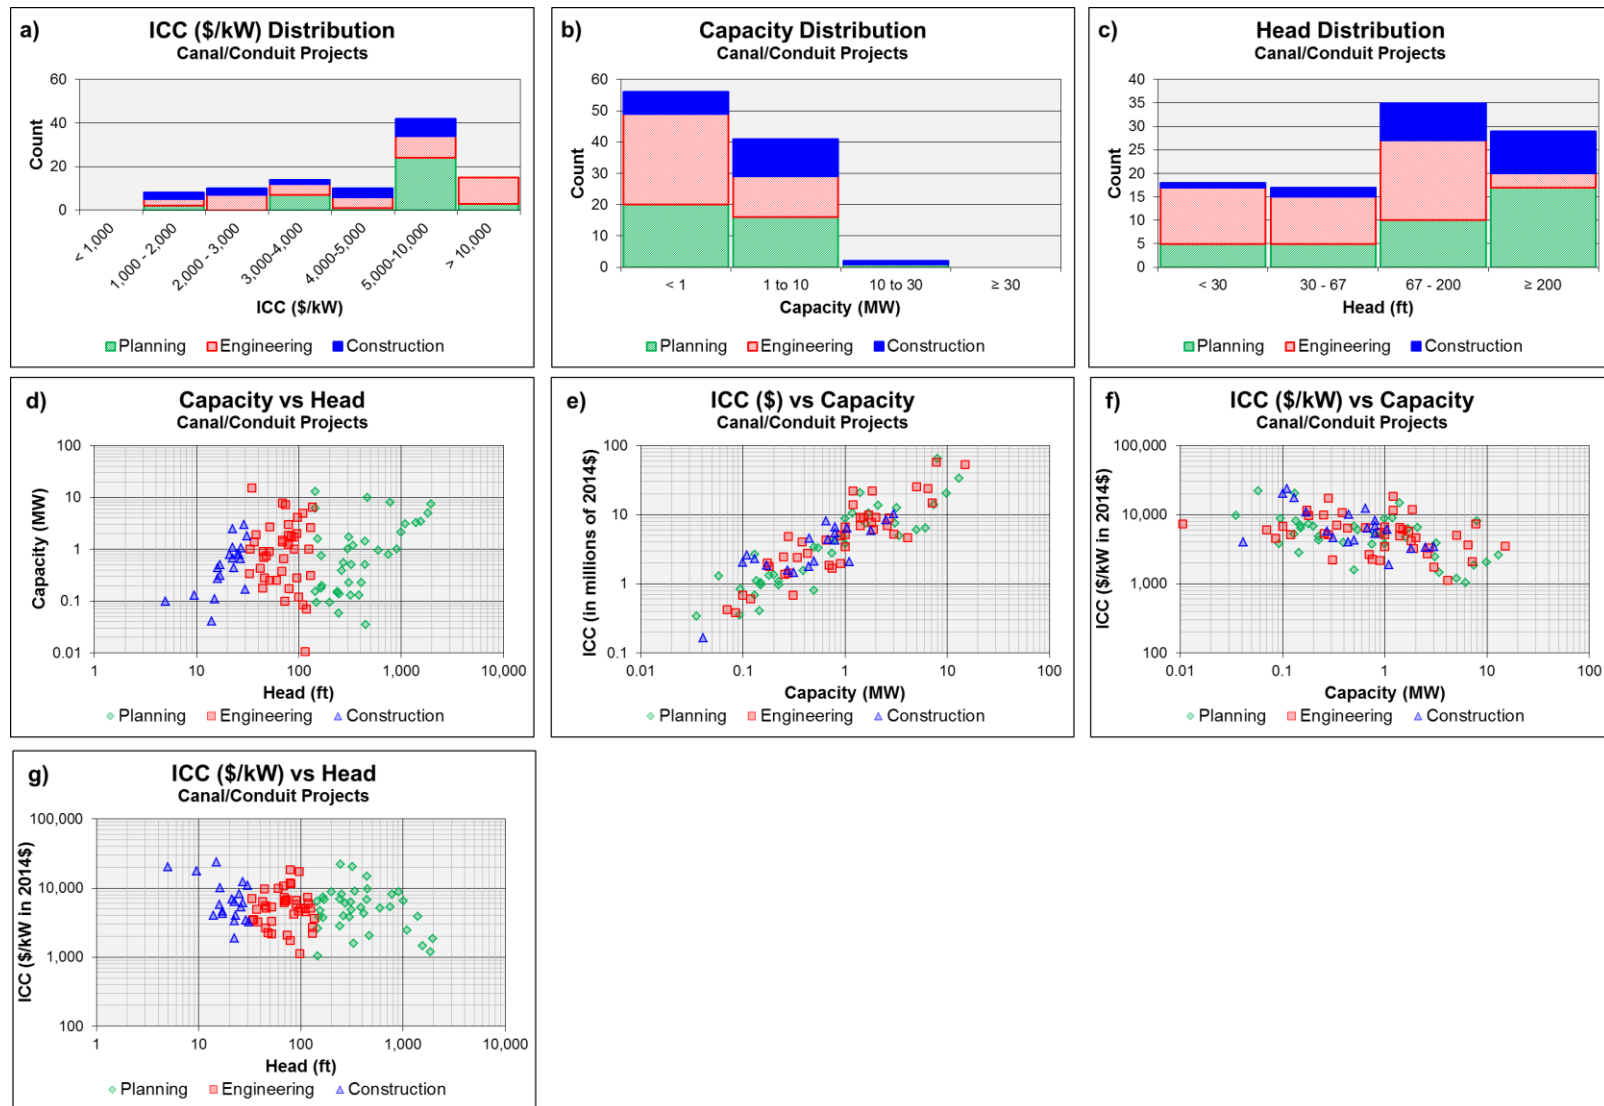 a)
ICC ($/kW) Distribution
Canal/Conduit Projects
60
40
20
0
Count
< 1,000
1,000 - 2,000
2,000 - 3,000
3,000-4,000
4,000-5,000
5,000-10,000
> 10,000
ICC ($/kW)
Planning Engineering Construction
b)
Capacity Distribution
Canal/Conduit Projects
60
50
40
30
20
10
0
Count
< 1 1 to 10 10 to 30 ≥ 30
Capacity (MW)
Planning Engineering Construction
c)
Head Distribution
Canal/Conduit Projects
40
35
30
25
20
15
10
5
0
Count
< 30 30 - 67 67 - 200 ≥ 200
Head (ft)
Planning Engineering Construction
d)
Capacity vs Head
Canal/Conduit Projects
100
10
1
0.1
0.01
Capacity (MW)
1 10 100 1,000 10,000
Head (ft)
Planning Engineering Construction
e)
ICC ($) vs Capacity
Canal/Conduit Projects
100
10
1
0.1
ICC (in millions of 2014$)
0.01 0.1 1 10 100
Capacity (MW)
Planning Engineering Construction
f)
ICC ($/kW) vs Capacity
Canal/Conduit Projects
100,000
10,000
1,000
100
ICC ($/kW in 2014$)
0.01 0.1 1 10 100
Capacity (MW)
Planning Engineering Construction
g)
ICC ($/kW) vs Head
Canal/Conduit Projects
100,000
10,000
1,000
100
ICC ($/kW in 2014$)
1 10 100 1,000 10,000
Head (ft)
Planning Engineering Construction